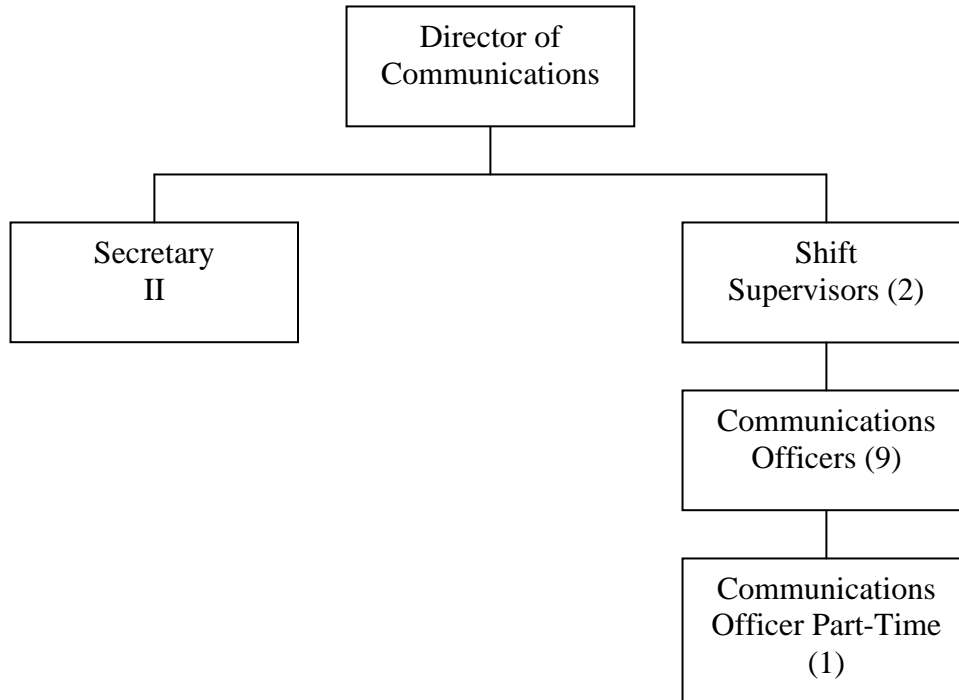 Director of
Communications
Secretary
II
Shift
Supervisors (2)
Communications
Officers (9)
Communications
Officer Part-Time
(1)